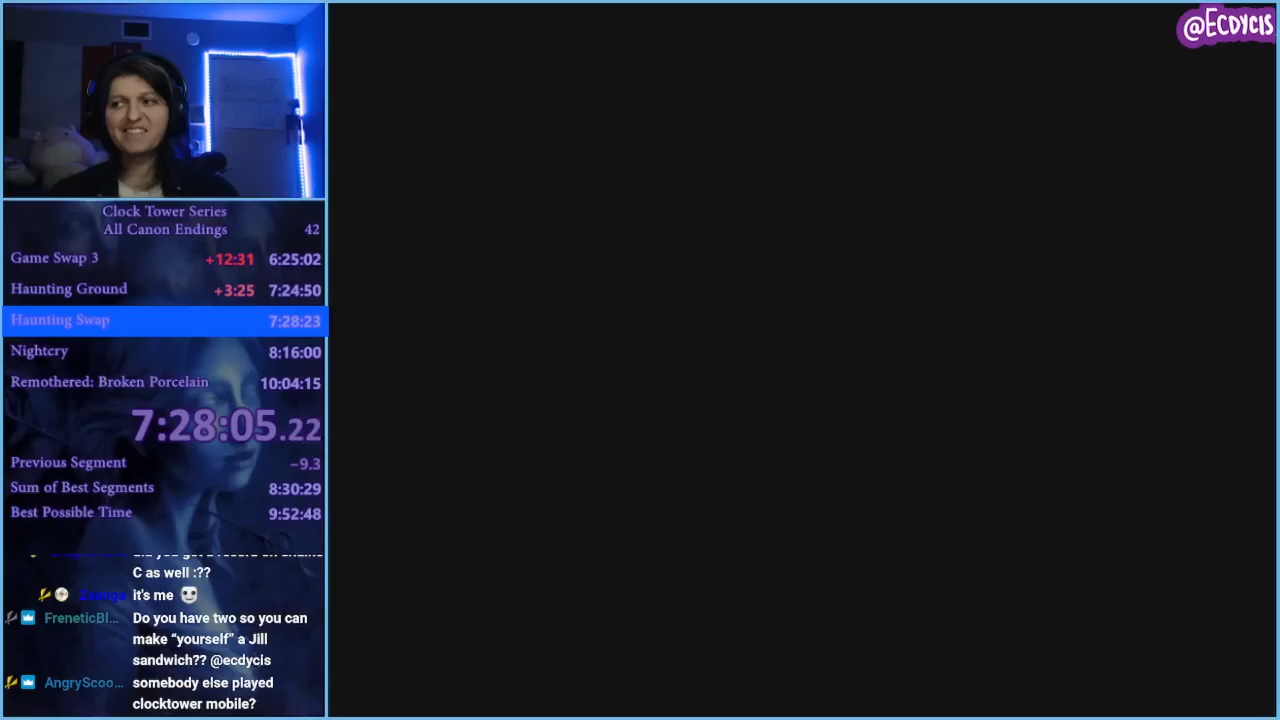 @ECDYCIS
Clock Tower Series
All Canon Endings 42
Game Swap 3 +12:31 6:25:02
Haunting Ground +3:25 7:24:50
Haunting Swap 7:28:23
Nightcry 8:16:00
Remothered: Broken Porcelain 10:04:15
7:28:05.22
Previous Segment −9.3
Sum of Best Segments 8:30:29
Best Possible Time 9:52:48
C as well :??
it's me
FreneticBl... Do you have two so you can
make “yourself” a Jill
sandwich?? @ecdycis
AngryScoo... somebody else played
clocktower mobile?